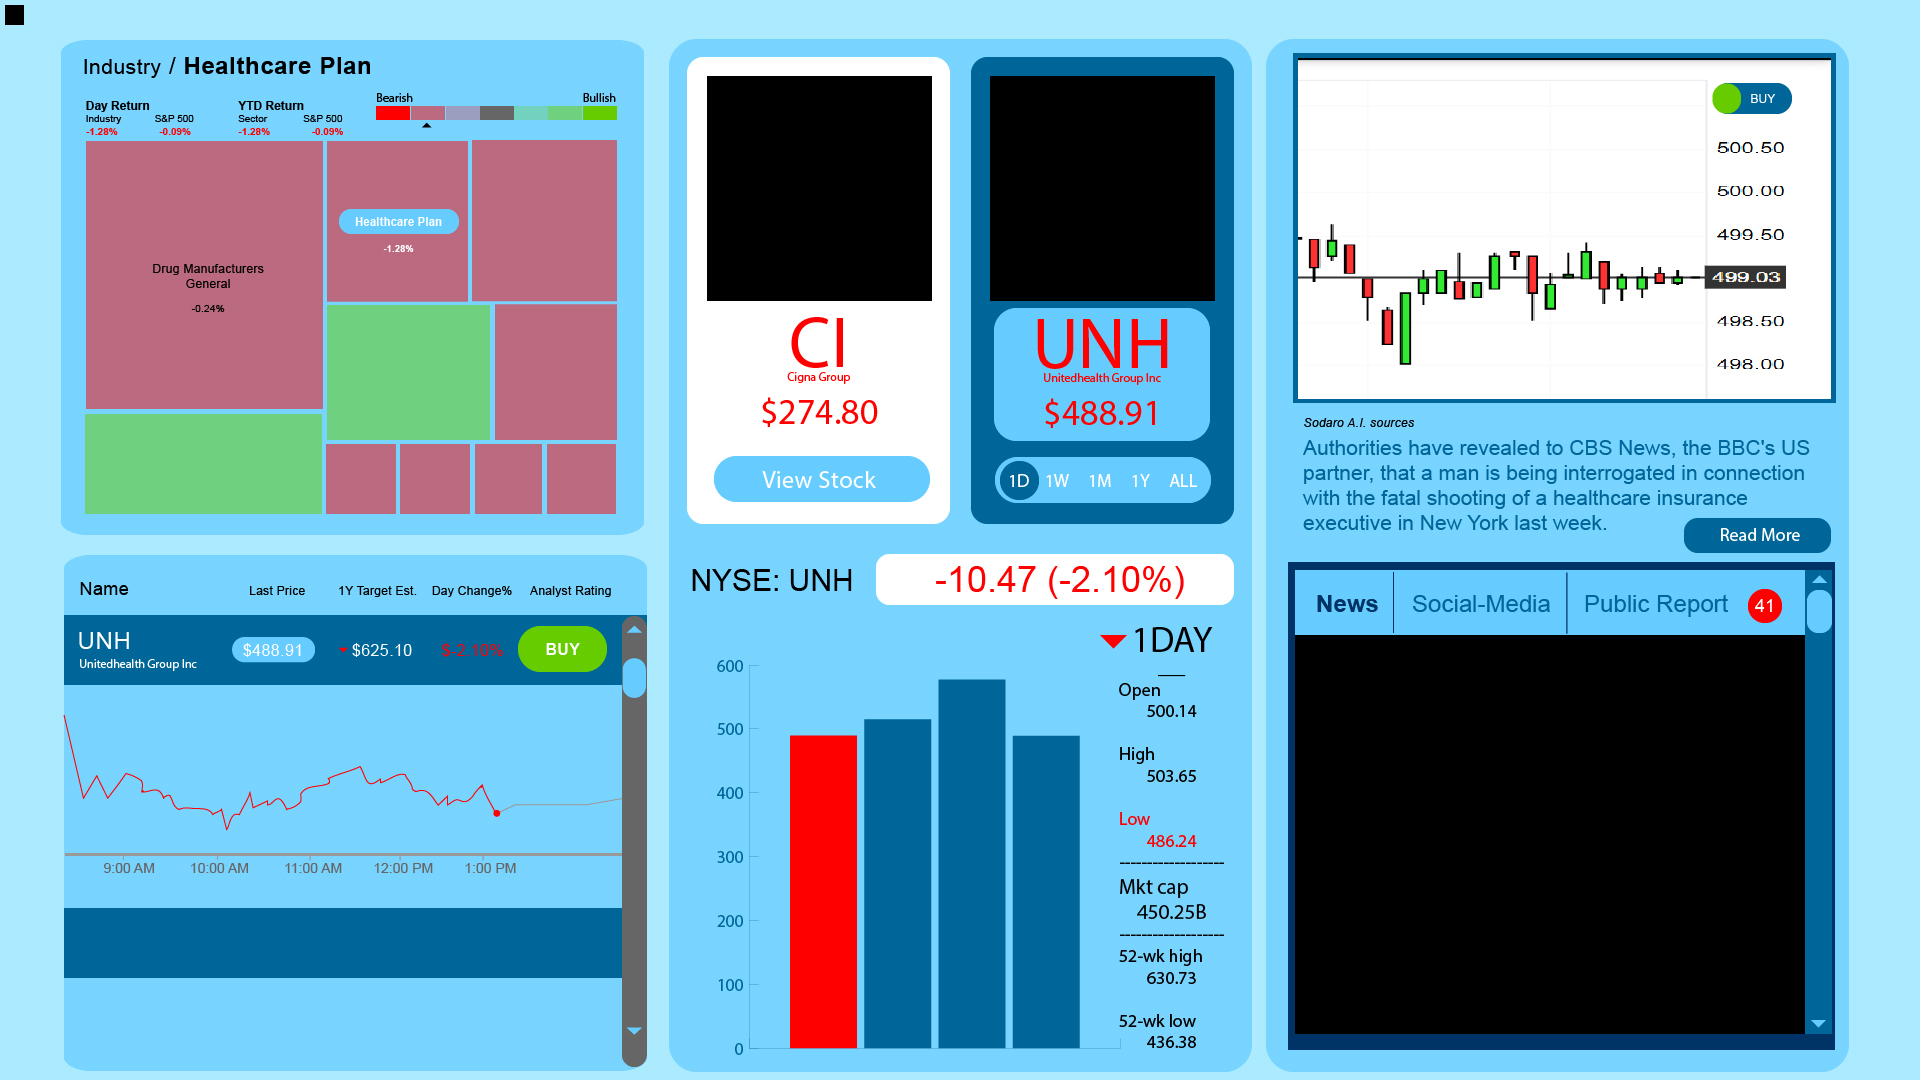 Industry / Healthcare Plan
Day Return
Industry
S&P 500
-1.28%
-0.09%
YTD Return
Sector
S&P 500
-1.28%
-0.09%
Bearish
Bullish
Drug Manufacturers
General
-0.24%
Healthcare Plan
-1.28%
Name
Last Price
1Y Target Est.
Day Change%
Analyst Rating
UNH
Unitedhealth Group Inc
$488.91
$625.10
$-2.10%
BUY
9:00 AM
10:00 AM
11:00 AM
12:00 PM
1:00 PM
CI
Cigna Group
$274.80
View Stock
UNH
Unitedhealth Group Inc
$488.91
1D
1W
1M
1Y
ALL
NYSE: UNH
-10.47 (-2.10%)
1DAY
600
500
400
300
200
100
0
Open
500.14
High
503.65
Low
486.24
-------------------
Mkt cap
450.25B
-------------------
52-wk high
630.73
52-wk low
436.38
BUY
500.50
500.00
499.50
499.03
498.50
498.00
Sodaro A.I. sources
Authorities have revealed to CBS News, the BBC's US
partner, that a man is being interrogated in connection
with the fatal shooting of a healthcare insurance
executive in New York last week.
Read More
News
Social-Media
Public Report
41